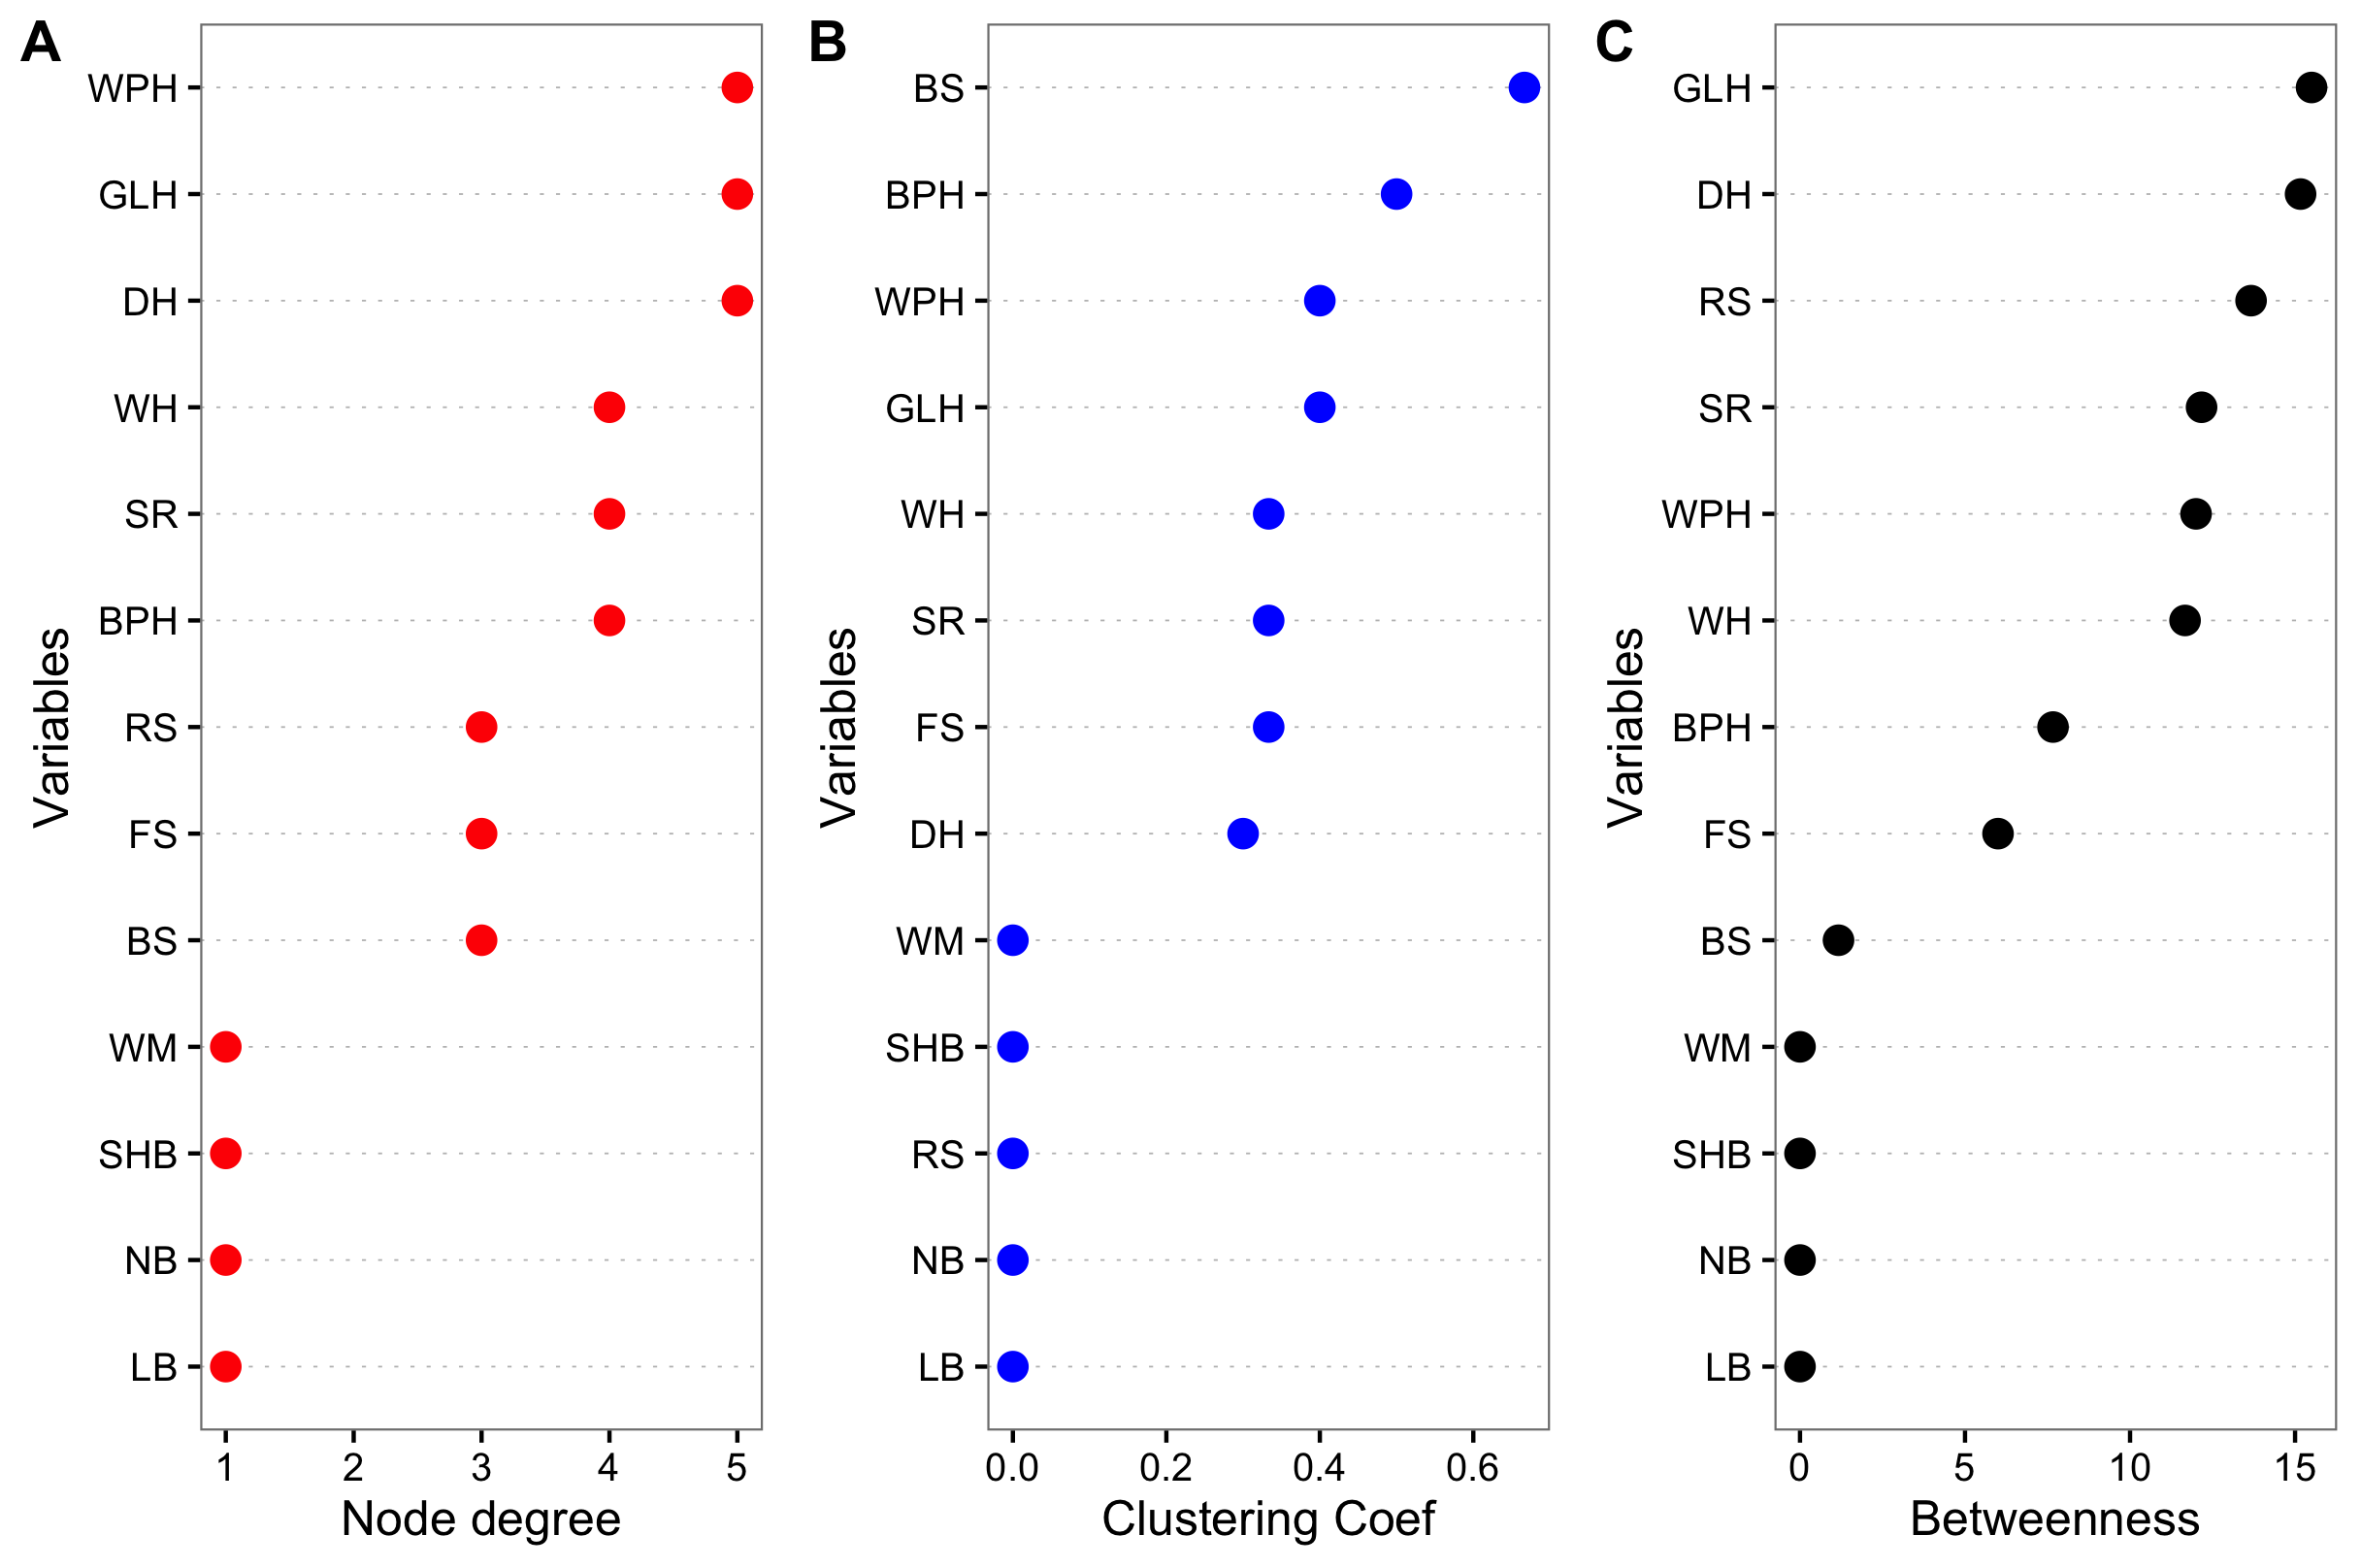 A
WPH
GLH
DH
WH
SR
BPH
RS
FS
BS
WM
SHB
NB
LB
Variables
1 2 3 4 5
Node degree
B
BS
BPH
WPH
GLH
WH
SR
FS
DH
WM
SHB
RS
NB
LB
Variables
0.0 0.2 0.4 0.6
Clustering Coef
C
GLH
DH
RS
SR
WPH
WH
BPH
FS
BS
WM
SHB
NB
LB
Variables
0 5 10 15
Betweenness